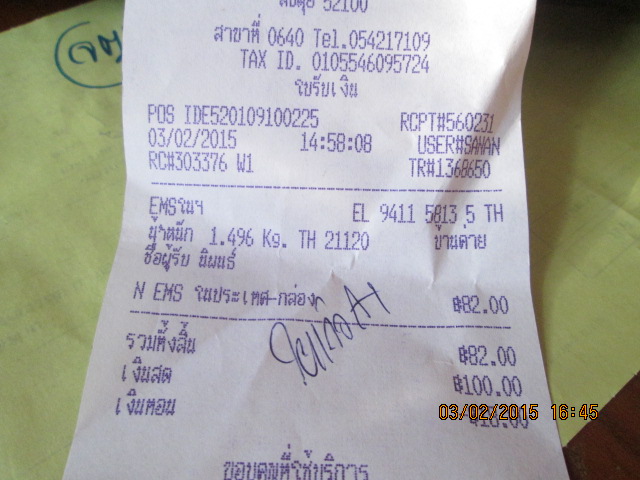 52100
สาขาที่ 0640 Tel.054217109
TAX ID. 0105546095724
ใบรับเงิน
POS IDE520109100225 RCPT#560231
03/02/2015 14:58:08 USER#SAWAN
RC#303376 W1 TR#1368650
EMSในฯ EL 9411 5813 5 TH
น้ำหนัก 1.496 Kg. TH 21120 บ้านค่าย
ชื่อผู้รับ นิพนธ์
N EMS ในประเทศ-กล่อง ฿82.00
รวมทั้งสิ้น ฿82.00
เงินสด ฿100.00
เงินทอน
03/02/2015 16:45
ขอบคุณที่ใช้บริการ